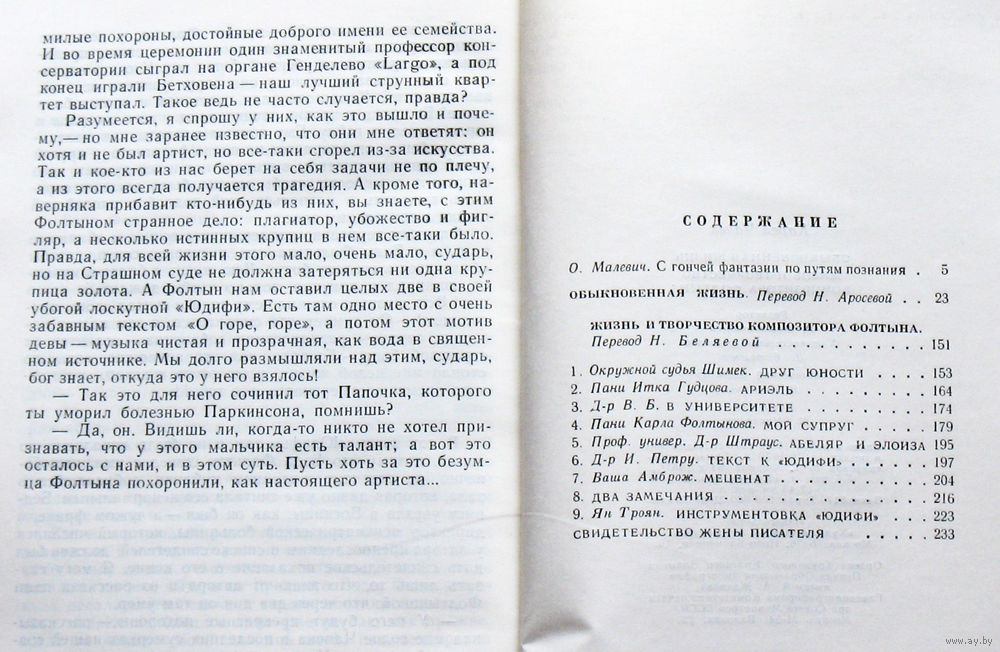 милые похороны, достойные доброго имени ее семейства.
И во время церемонии один знаменитый профессор кон-
серватории сыграл на органе Генделево «Largo», а под
конец играли Бетховена — наш лучший струнный квар-
тет выступал. Такое ведь не часто случается, правда?
Разумеется, я спрошу у них, как это вышло и поче-
му,— но мне заранее известно, что они мне ответят: он
хотя и не был артист, но все-таки сгорел из-за искусства.
Так и кое-кто из нас берет на себя задачи не по плечу,
а из этого всегда получается трагедия. А кроме того, на-
верняка прибавит кто-нибудь из них, вы знаете, с этим
Фолтыном странное дело: плагиатор, убожество и фиг-
ляр, а несколько истинных крупиц в нем все-таки было.
Правда, для всей жизни этого мало, очень мало, сударь,
но на Страшном суде не должна затеряться ни одна кру-
пица золота. А Фолтын нам оставил целых две в своей
убогой лоскутной «Юдифи». Есть там одно место с очень
забавным текстом «О горе, горе», а потом этот мотив
девы — музыка чистая и прозрачная, как вода в священ-
ном источнике. Мы долго размышляли над этим, сударь,
бог знает, откуда это у него взялось!
— Так это для него сочинил тот Папочка, которого
ты уморил болезнью Паркинсона, помнишь?
— Да, он. Видишь ли, когда-то никто не хотел при-
знавать, что у этого мальчика есть талант; а вот это
осталось с нами, и в этом суть. Пусть хоть за это безум-
ца Фолтына похоронили, как настоящего артиста...
СОДЕРЖАНИЕ
О. Малевич. С гончей фантазии по путям познания . 5
ОБЫКНОВЕННАЯ ЖИЗНЬ. Перевод Н. Аросевой . . 23
ЖИЗНЬ И ТВОРЧЕСТВО КОМПОЗИТОРА ФОЛТЫНА.
Перевод Н. Беляевой . . . . . . . . . . 151
1. Окружной судья Шимек. ДРУГ ЮНОСТИ . . . . 153
2. Пани Итка Гудцова. АРИЭЛЬ . . . . . . . . 164
3. Д-р В. Б. В УНИВЕРСИТЕТЕ . . . . . . . . 174
4. Пани Карла Фолтынова. МОЙ СУПРУГ . . . . . 179
5. Проф. универ. Д-р Штраус. АБЕЛЯР И ЭЛОИЗА 195
6. Д-р И. Петру. ТЕКСТ К «ЮДИФИ» . . . . . . 197
7. Ваша Амброж. МЕЦЕНАТ . . . . . . . . . 204
8. ДВА ЗАМЕЧАНИЯ . . . . . . . . . . . 216
9. Ян Троян. ИНСТРУМЕНТОВКА «ЮДИФИ» . . . . 223
СВИДЕТЕЛЬСТВО ЖЕНЫ ПИСАТЕЛЯ . . . . . 233
www.ay.by